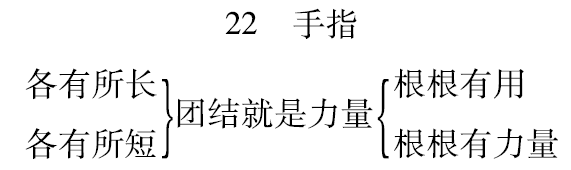 22 手指
各有所长
各有所短
团结就是力量
根根有用
根根有力量